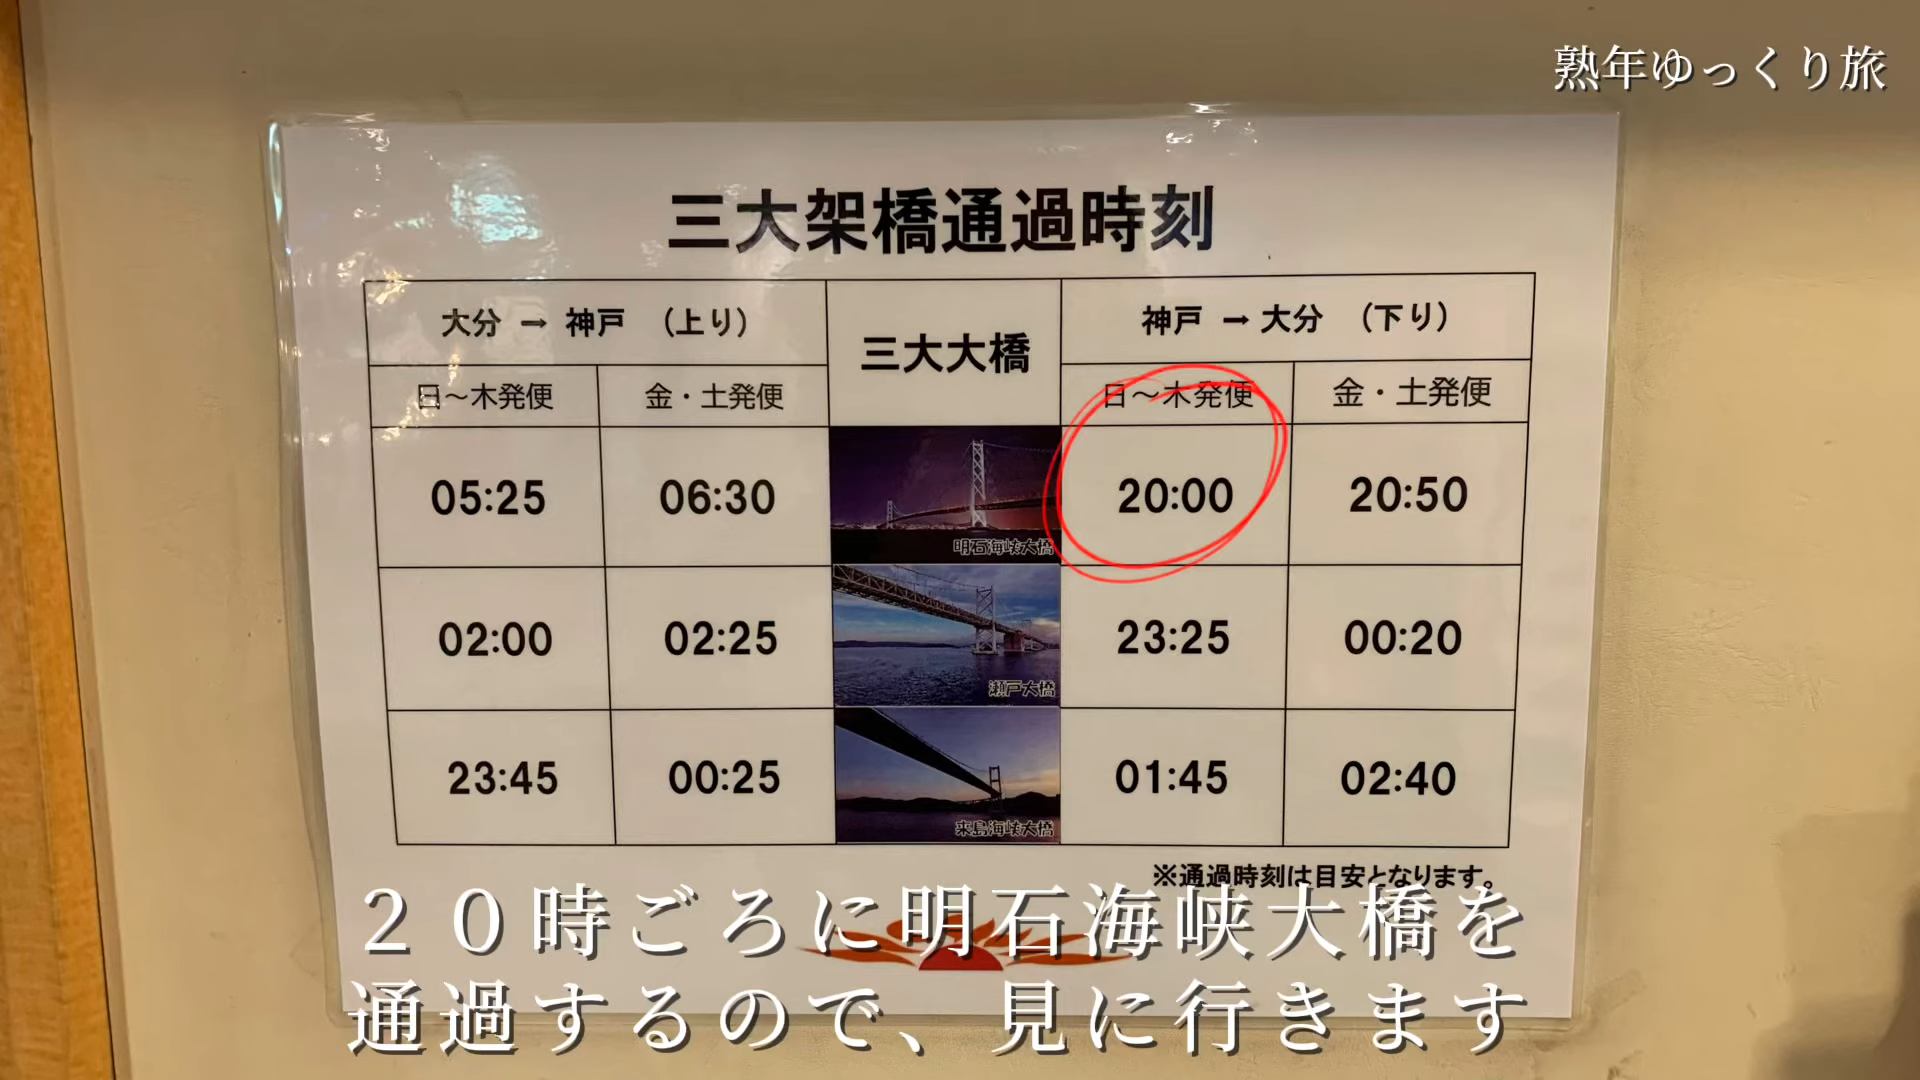 熟年ゆっくり旅
三大架橋通過時刻
大分 → 神戸 （上り）
三大大橋
神戸 → 大分 （下り）
日～木発便
金・土発便
日～木発便
金・土発便
05:25
06:30
明石海峡大橋
20:00
20:50
02:00
02:25
瀬戸大橋
23:25
00:20
23:45
00:25
来島海峡大橋
01:45
02:40
※通過時刻は目安となります。
２０時ごろに明石海峡大橋を
通過するので、見に行きます